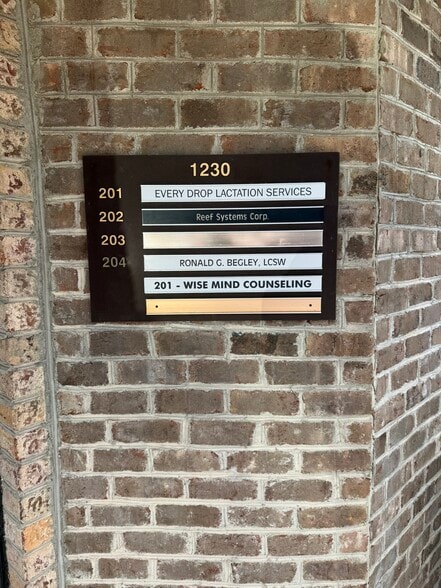 1230
201 EVERY DROP LACTATION SERVICES
202 Reef Systems Corp.
203
204 RONALD G. BEGLEY, LCSW
201 - WISE MIND COUNSELING